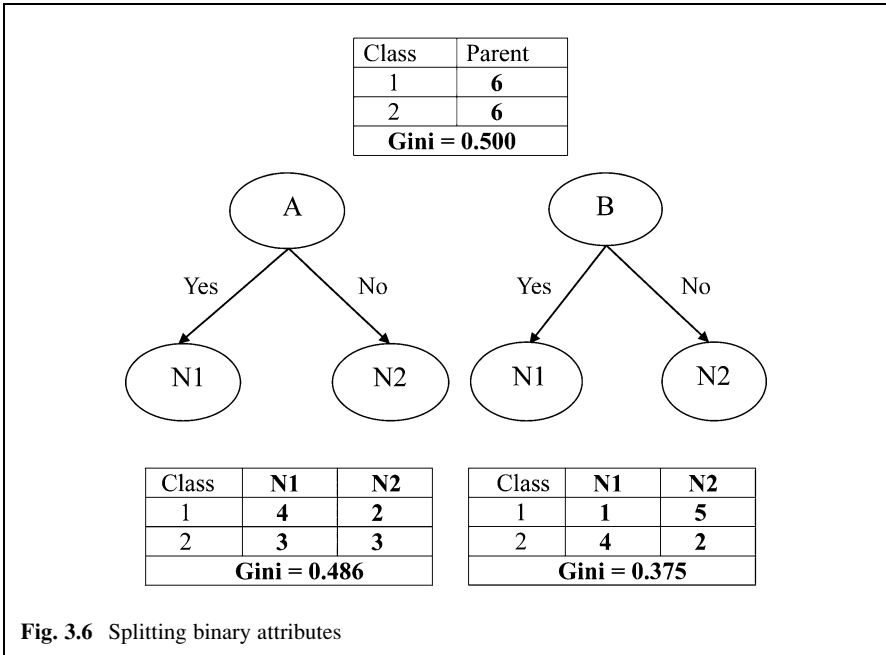 Class Parent
1 6
2 6
Gini = 0.500
A B
Yes No Yes No
N1 N2 N1 N2
Class N1 N2
1 4 2
2 3 3
Gini = 0.486
Class N1 N2
1 1 5
2 4 2
Gini = 0.375
Fig. 3.6 Splitting binary attributes